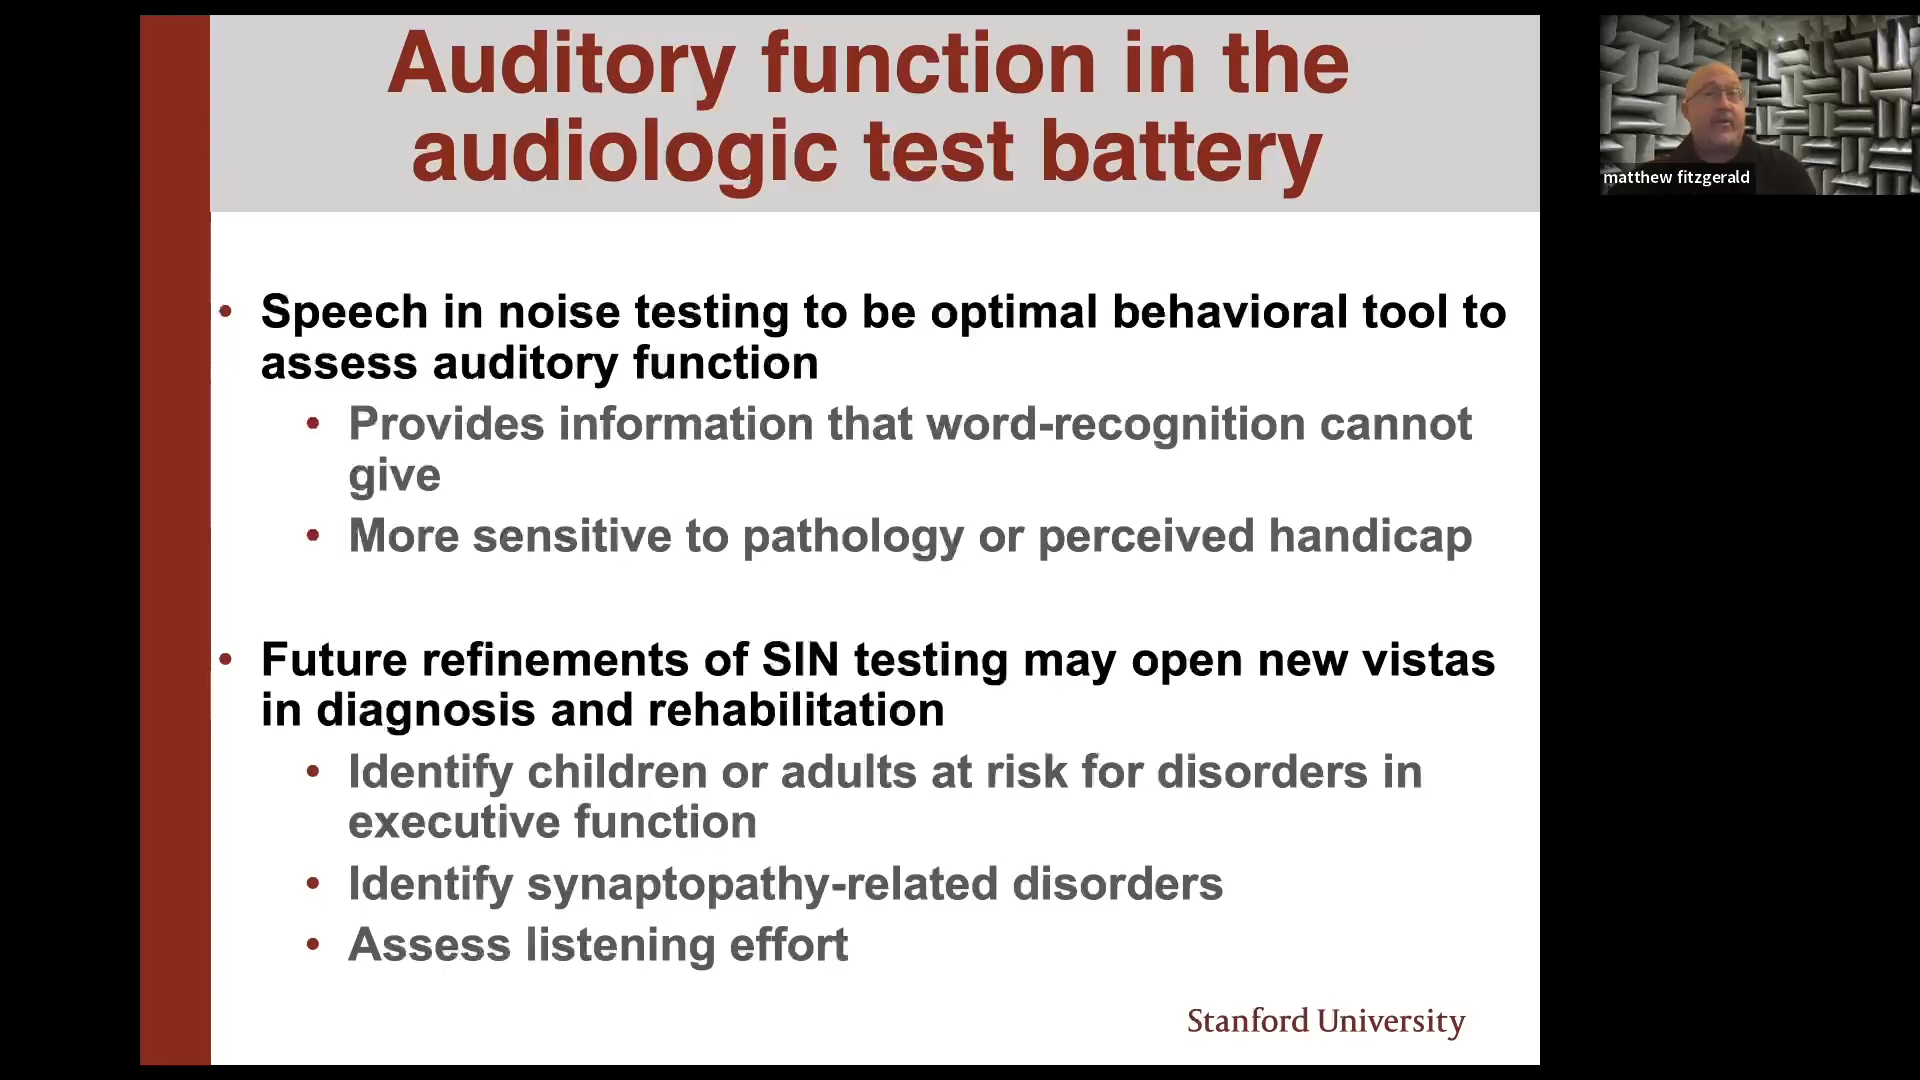 Auditory function in the
audiologic test battery
matthew fitzgerald
• Speech in noise testing to be optimal behavioral tool to
assess auditory function
• Provides information that word-recognition cannot
give
• More sensitive to pathology or perceived handicap
• Future refinements of SIN testing may open new vistas
in diagnosis and rehabilitation
• Identify children or adults at risk for disorders in
executive function
• Identify synaptopathy-related disorders
• Assess listening effort
Stanford University